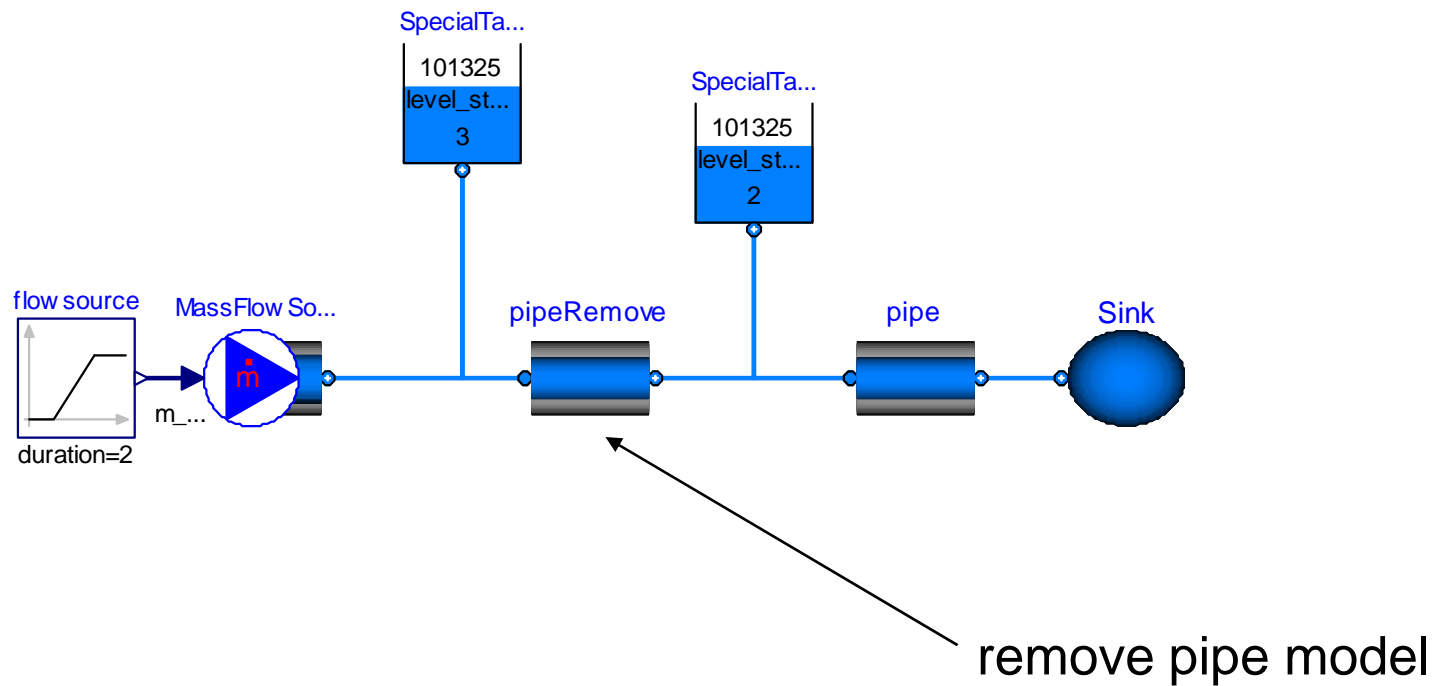 SpecialTa...
101325
level_st...
3
SpecialTa...
101325
level_st...
2
flow source
MassFlow So...
pipeRemove
pipe
Sink
ṁ
m_...
duration=2
remove pipe model